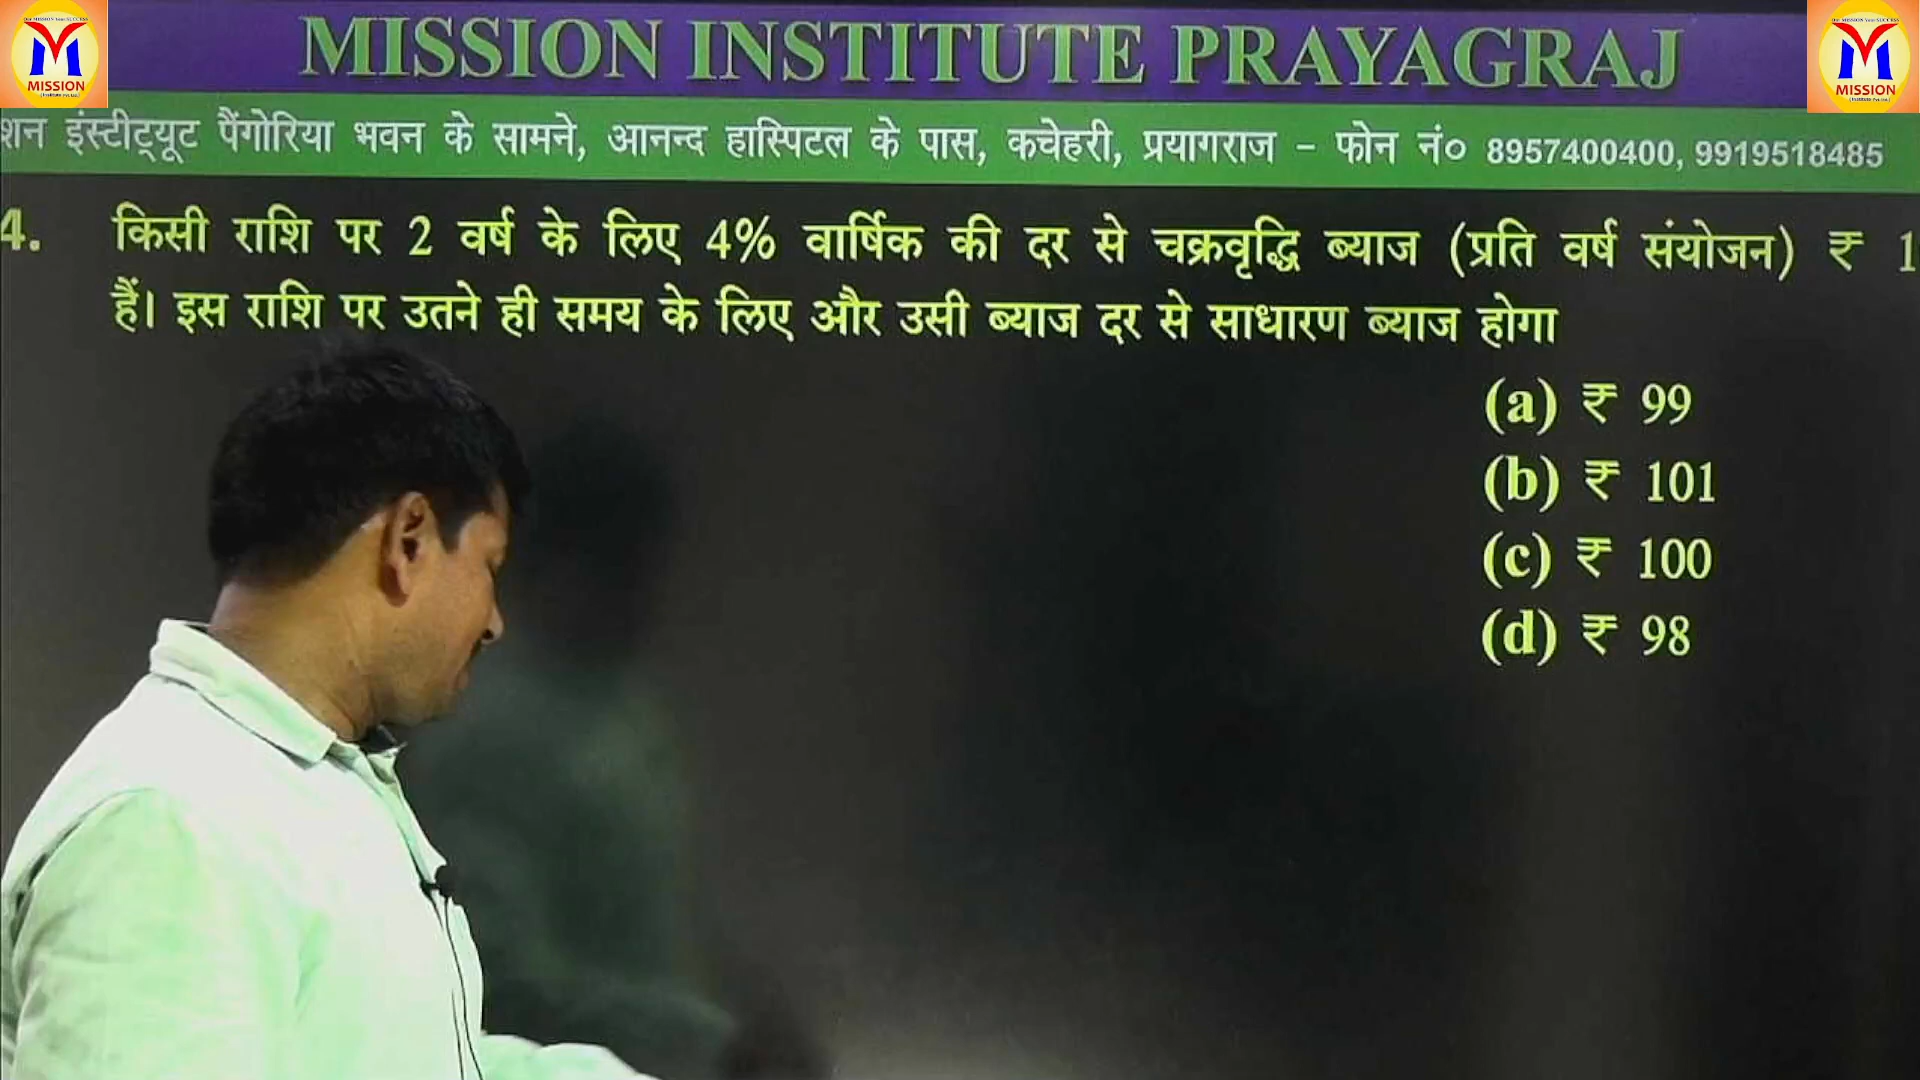 MISSION INSTITUTE PRAYAGRAJ
MISSION
MISSION
शन इंस्टीट्यूट पैंगोरिया भवन के सामने, आनन्द हास्पिटल के पास, कचेहरी, प्रयागराज - फोन नं० 8957400400, 9919518485
4. किसी राशि पर 2 वर्ष के लिए 4% वार्षिक की दर से चक्रवृद्धि ब्याज (प्रति वर्ष संयोजन) ₹ 1
हैं। इस राशि पर उतने ही समय के लिए और उसी ब्याज दर से साधारण ब्याज होगा
(a) ₹ 99
(b) ₹ 101
(c) ₹ 100
(d) ₹ 98